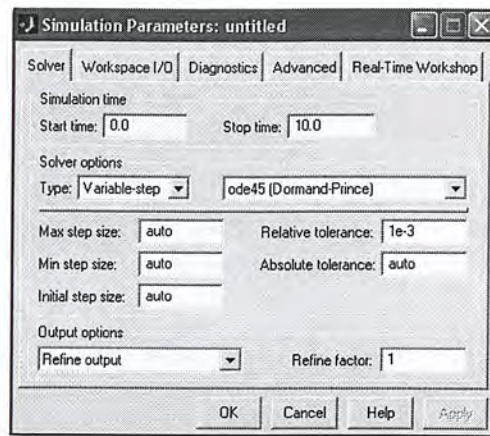 Simulation Parameters: untitled
Solver Workspace I/O Diagnostics Advanced Real-Time Workshop
Simulation time
Start time: 0.0 Stop time: 10.0
Solver options
Type: Variable-step ode45 (Dormand-Prince)
Max step size: auto Relative tolerance: 1e-3
Min step size: auto Absolute tolerance: auto
Initial step size: auto
Output options
Refine output Refine factor: 1
OK Cancel Help Apply